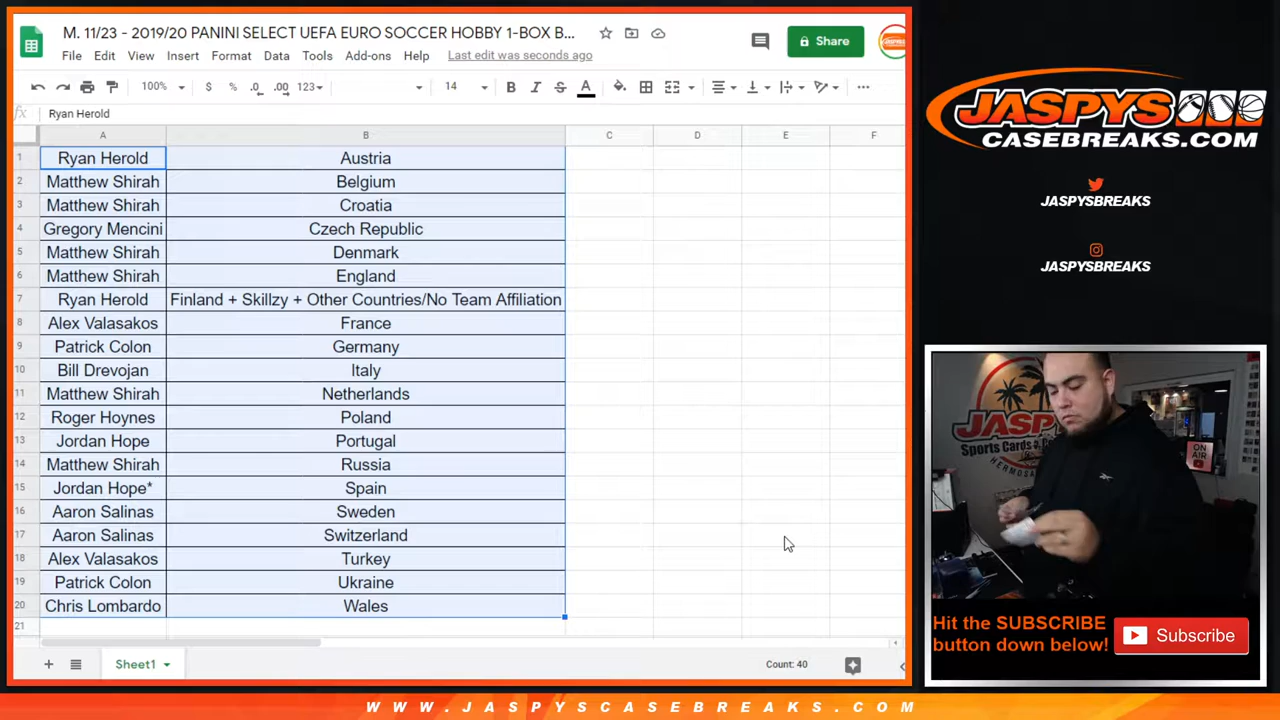 M. 11/23 - 2019/20 PANINI SELECT UEFA EURO SOCCER HOBBY 1-BOX B...
Share
File Edit View Insert Format Data Tools Add-ons Help Last edit was seconds ago
100% $ % .0 .00 123 14 B I S A
fx Ryan Herold
A B C D E F
1 Ryan Herold Austria
2 Matthew Shirah Belgium
3 Matthew Shirah Croatia
4 Gregory Mencini Czech Republic
5 Matthew Shirah Denmark
6 Matthew Shirah England
7 Ryan Herold Finland + Skillzy + Other Countries/No Team Affiliation
8 Alex Valasakos France
9 Patrick Colon Germany
10 Bill Drevojan Italy
11 Matthew Shirah Netherlands
12 Roger Hoynes Poland
13 Jordan Hope Portugal
14 Matthew Shirah Russia
15 Jordan Hope* Spain
16 Aaron Salinas Sweden
17 Aaron Salinas Switzerland
18 Alex Valasakos Turkey
19 Patrick Colon Ukraine
20 Chris Lombardo Wales
21
Sheet1
Count: 40
JASPYS
CASEBREAKS.COM
JASPYSBREAKS
JASPYSBREAKS
JASPY
Sports Cards
HERMOSA
ON AIR
Hit the SUBSCRIBE
button down below!
Subscribe
WWW.JASPYSCASEBREAKS.COM